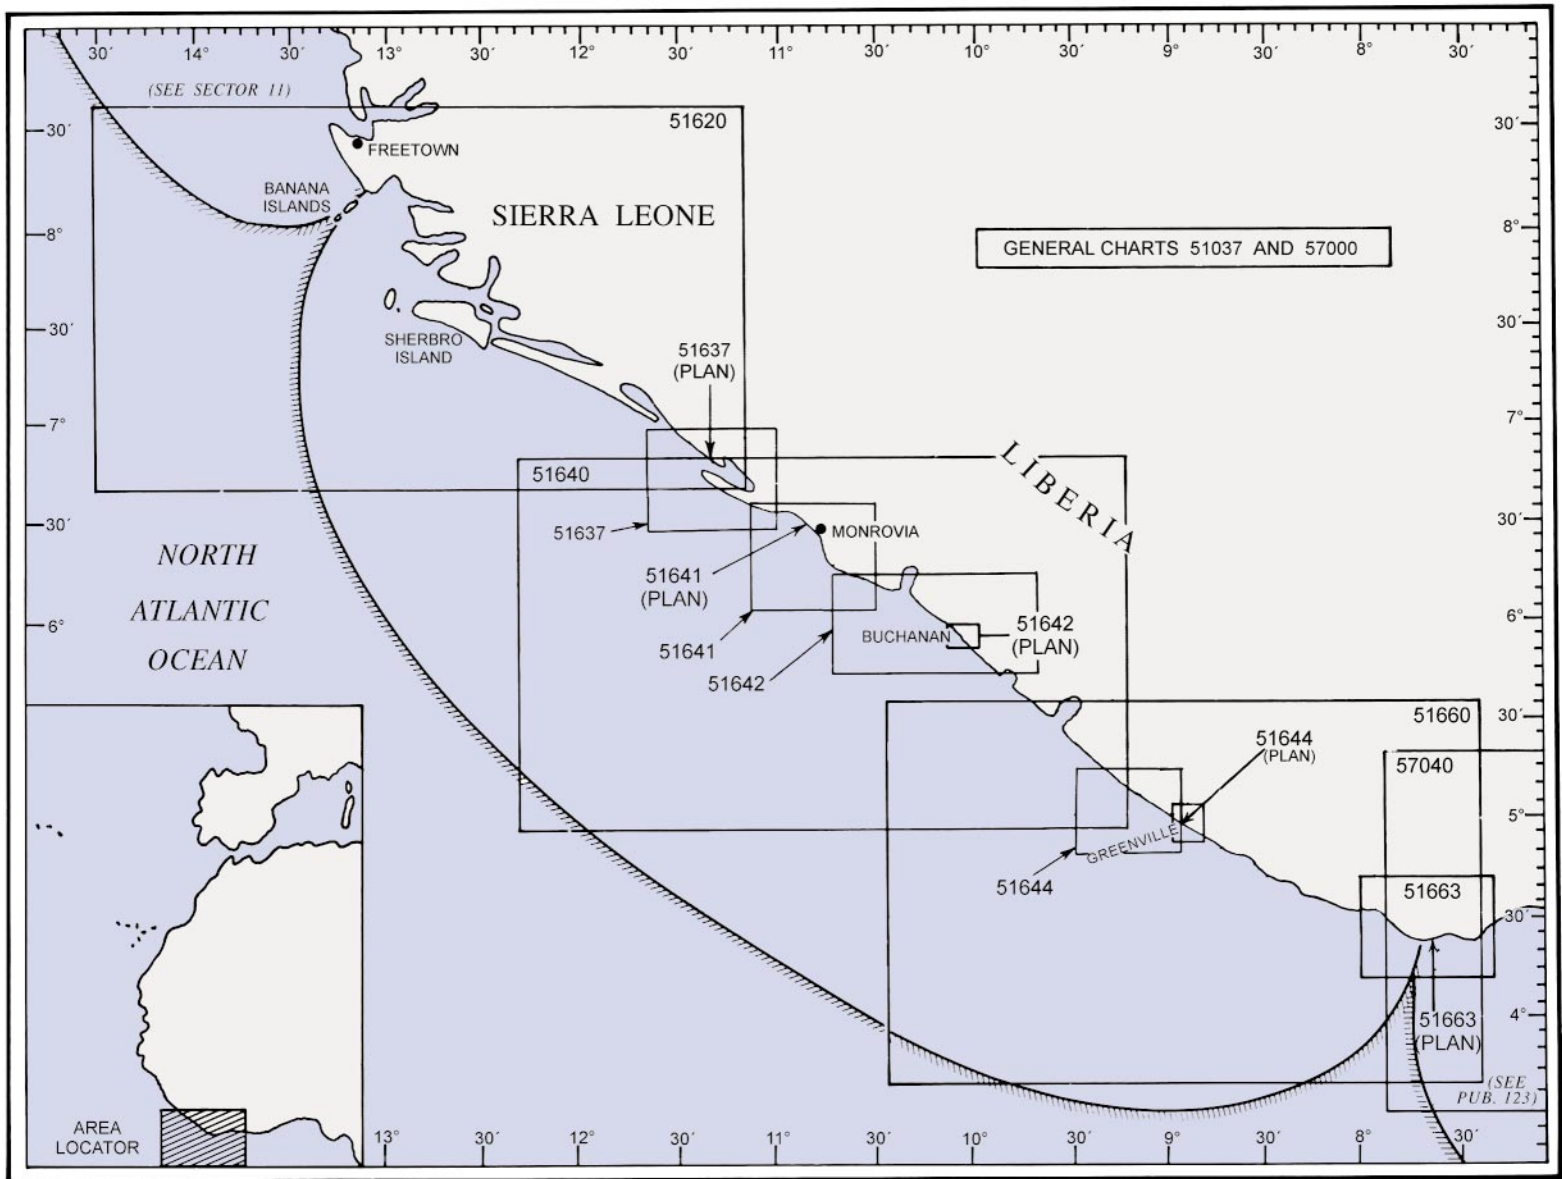 30′ 14° 30′ 13° 30′ 12° 30′ 11° 30′ 10° 30′ 9° 30′ 8° 30′
(SEE SECTOR 11)
51620
30′
30′
FREETOWN
BANANA
ISLANDS
SIERRA LEONE
8°
8°
GENERAL CHARTS 51037 AND 57000
30′
30′
SHERBRO
ISLAND
51637
(PLAN)
7°
7°
LIBERIA
51640
30′
30′
51637
MONROVIA
NORTH
ATLANTIC
OCEAN
51641
(PLAN)
6°
6°
BUCHANAN
51642
(PLAN)
51641
51642
30′
51660
51644
(PLAN)
57040
5°
GREENVILLE
51644
51663
30′
4°
51663
(PLAN)
(SEE
PUB. 123)
AREA
LOCATOR
13° 30′ 12° 30′ 11° 30′ 10° 30′ 9° 30′ 8° 30′